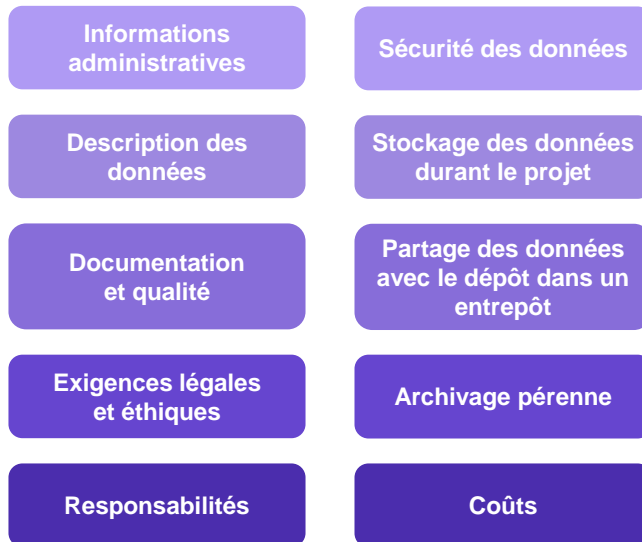 Informations
administratives
Description des
données
Documentation
et qualité
Exigences légales
et éthiques
Responsabilités
Sécurité des données
Stockage des données
durant le projet
Partage des données
avec le dépôt dans un
entrepôt
Archivage pérenne
Coûts